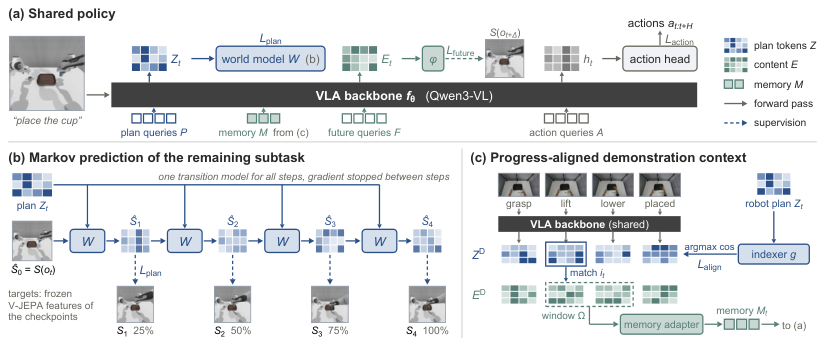 (a) Shared policy
actions a_{t:t+H}
L_plan
S(o_{t+Δ})
Z_t
world model W (b)
E_t
φ
L_future
h_t
L_action
action head
plan tokens Z
content E
memory M
forward pass
supervision
VLA backbone f_θ (Qwen3-VL)
"place the cup"
plan queries P
memory M from (c)
future queries F
action queries A
(b) Markov prediction of the remaining subtask
one transition model for all steps, gradient stopped between steps
plan Z_t
Ŝ_1
Ŝ_2
Ŝ_3
Ŝ_4
W
W
W
W
Ŝ_0 = S(o_t)
L_plan
targets: frozen
V-JEPA features of
the checkpoints
S_1 25%
S_2 50%
S_3 75%
S_4 100%
(c) Progress-aligned demonstration context
grasp
lift
lower
placed
robot plan Z_t
VLA backbone (shared)
Z^D
argmax cos
L_align
indexer g
match i_t
E^D
window Ω
memory adapter
memory M_t
to (a)